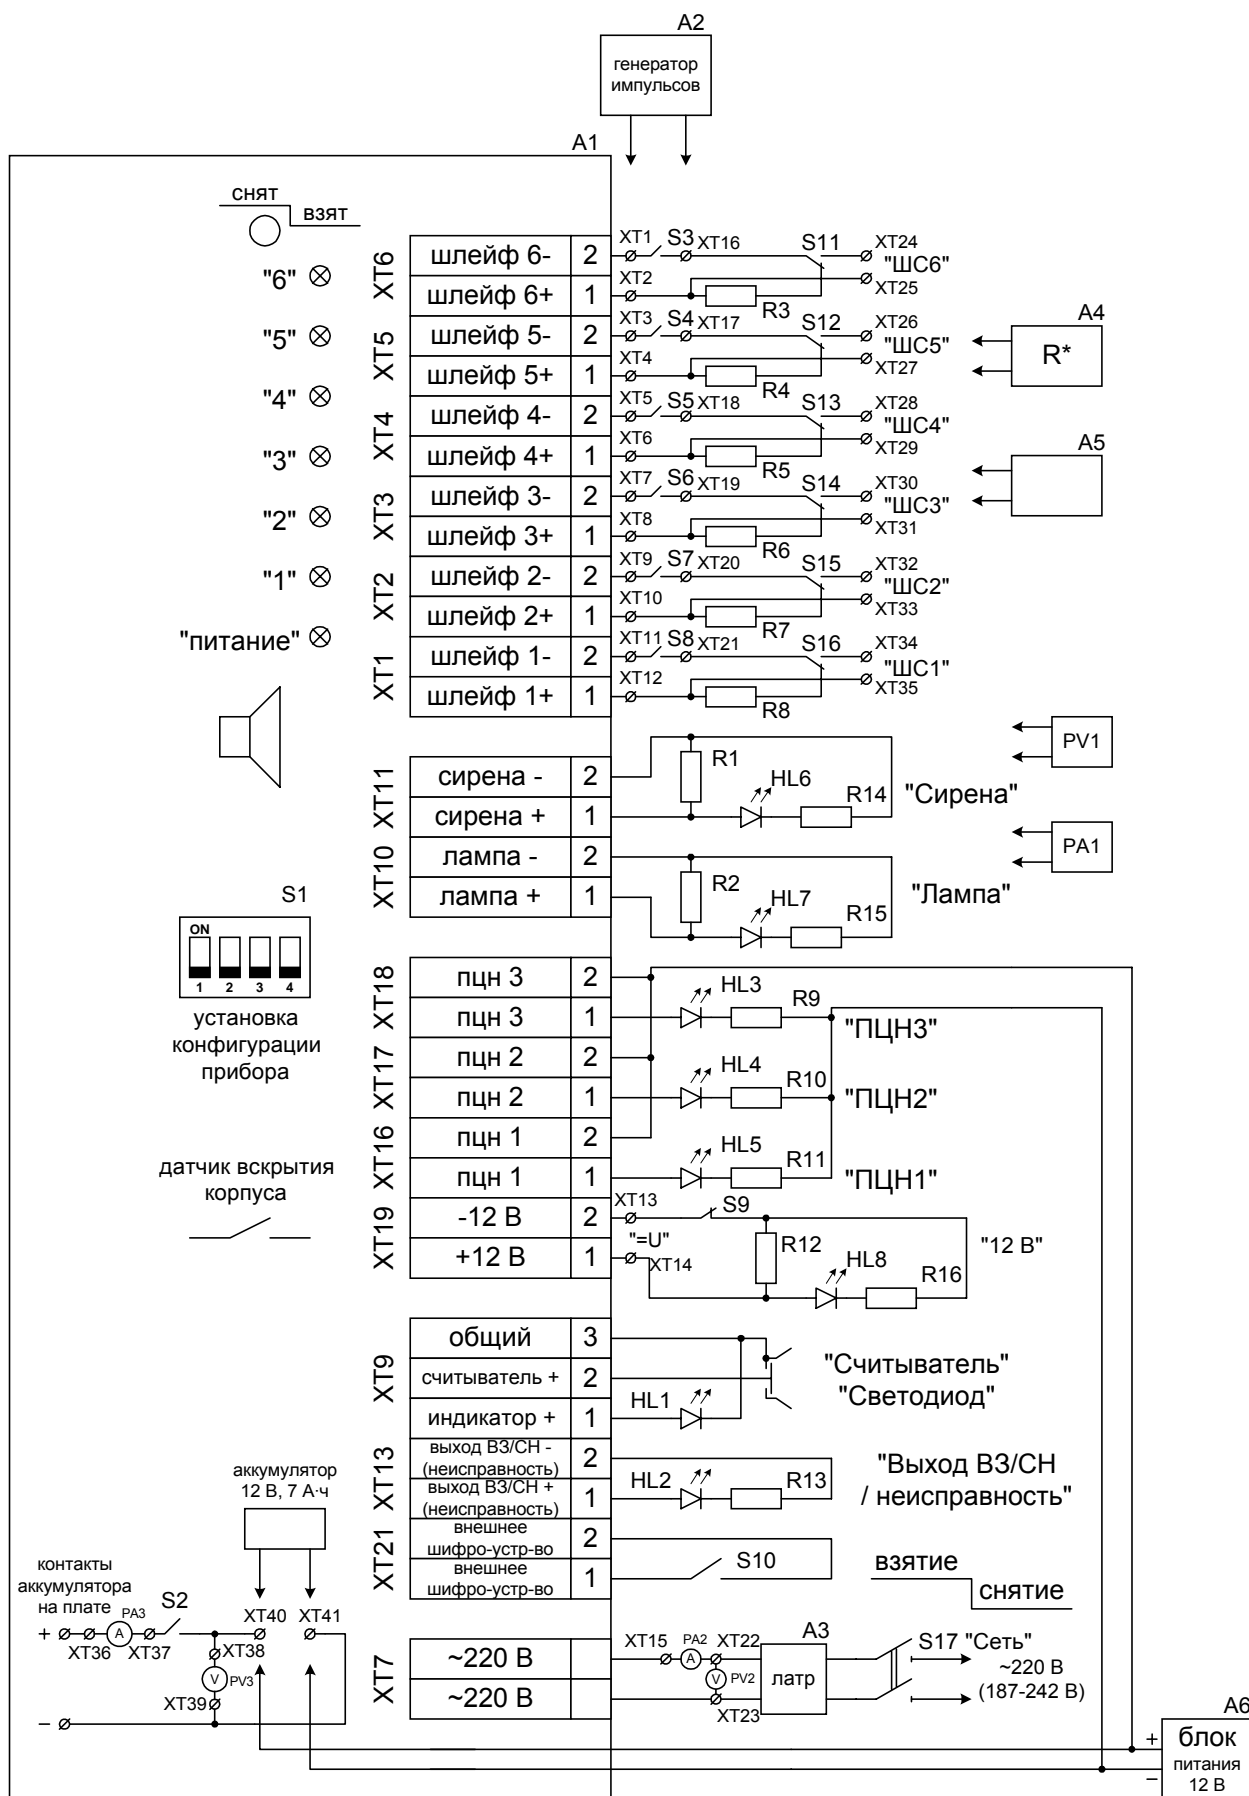 A2
генератор
импульсов
A1
снят
взят
"6"
"5"
"4"
"3"
"2"
"1"
"питание"
XT6
шлейф 6- 2
шлейф 6+ 1
XT5
шлейф 5- 2
шлейф 5+ 1
XT4
шлейф 4- 2
шлейф 4+ 1
XT3
шлейф 3- 2
шлейф 3+ 1
XT2
шлейф 2- 2
шлейф 2+ 1
XT1
шлейф 1- 2
шлейф 1+ 1
XT1 S3 XT16 S11 XT24
"ШС6"
XT2 R3 XT25
XT3 S4 XT17 S12 XT26
"ШС5"
XT4 R4 XT27
XT5 S5 XT18 S13 XT28
"ШС4"
XT6 R5 XT29
XT7 S6 XT19 S14 XT30
"ШС3"
XT8 R6 XT31
XT9 S7 XT20 S15 XT32
"ШС2"
XT10 R7 XT33
XT11 S8 XT21 S16 XT34
"ШС1"
XT12 R8 XT35
A4
R*
A5
PV1
PA1
XT11
сирена - 2
сирена + 1
R1 HL6 R14
"Сирена"
XT10
лампа - 2
лампа + 1
R2 HL7 R15
"Лампа"
S1
ON
1 2 3 4
установка
конфигурации
прибора
XT18
пцн 3 2
пцн 3 1
XT17
пцн 2 2
пцн 2 1
XT16
пцн 1 2
пцн 1 1
HL3 R9
"ПЦН3"
HL4 R10
"ПЦН2"
HL5 R11
"ПЦН1"
датчик вскрытия
корпуса
XT19
-12 В 2
+12 В 1
XT13 S9
"=U"
XT14
R12 HL8 R16
"12 В"
XT9
общий 3
считыватель + 2
индикатор + 1
HL1
"Считыватель"
"Светодиод"
XT13
выход ВЗ/СН -
(неисправность)
2
выход ВЗ/СН +
(неисправность)
1
HL2 R13
"Выход ВЗ/СН
/ неисправность"
XT21
внешнее
шифро-устр-во
2
внешнее
шифро-устр-во
1
S10
взятие
снятие
аккумулятор
12 В, 7 А·ч
контакты
аккумулятора
на плате
+
XT36
PA3
A
XT37
S2
XT40 XT41
XT38
V
PV3
XT39
–
XT7
~220 В
~220 В
XT15 PA2 XT22
A
V
PV2
XT23
A3
латр
S17 "Сеть"
~220 В
(187-242 В)
A6
+
–
блок
питания
12 В